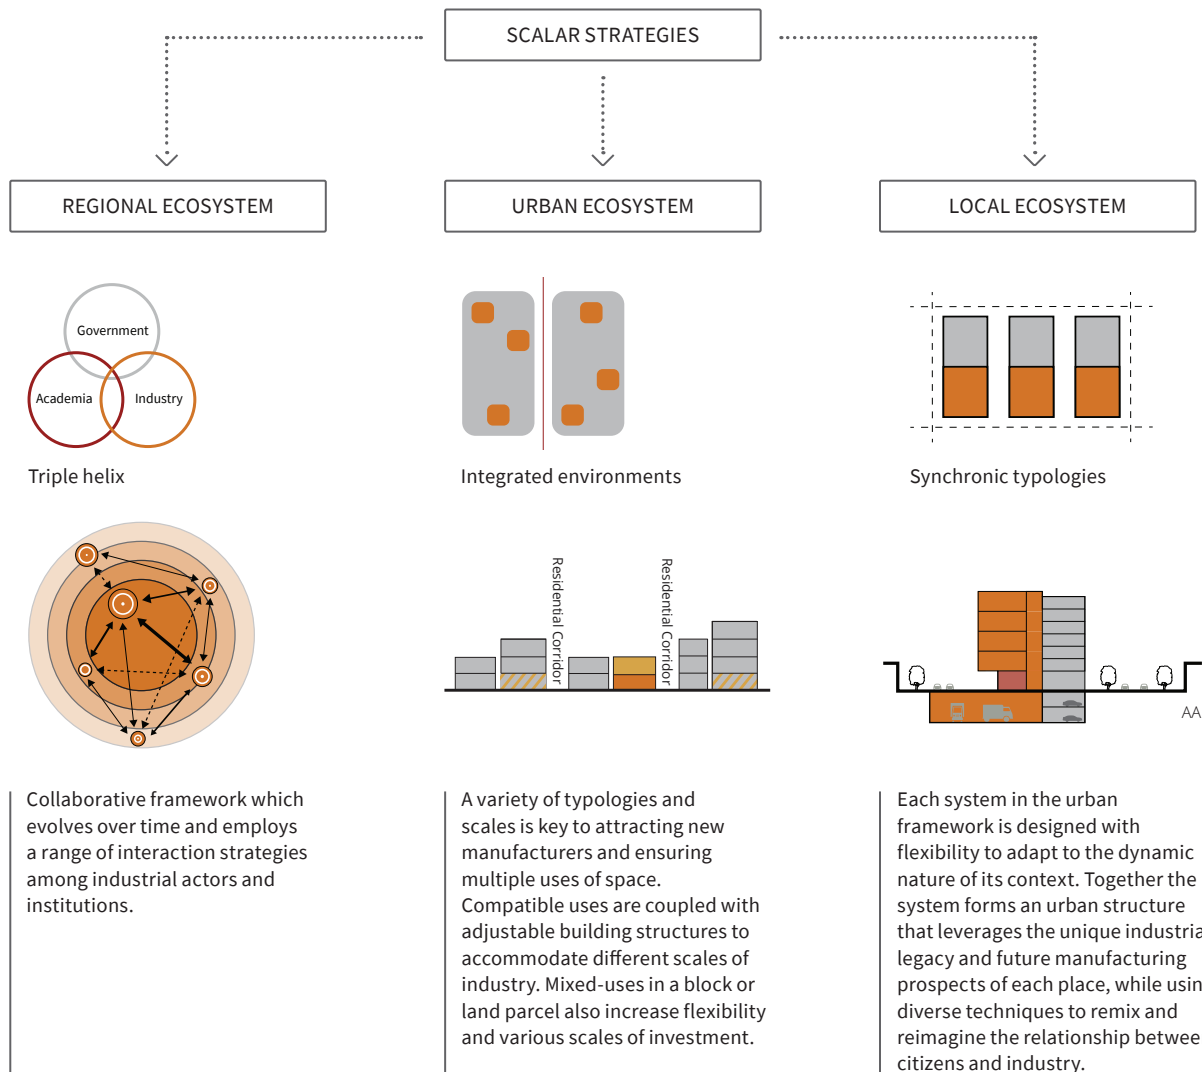 SCALAR STRATEGIES
REGIONAL ECOSYSTEM
URBAN ECOSYSTEM
LOCAL ECOSYSTEM
Government
Academia
Industry
Triple helix
Integrated environments
Synchronic typologies
Residential Corridor
Residential Corridor
AA
Collaborative framework which
evolves over time and employs
a range of interaction strategies
among industrial actors and
institutions.
A variety of typologies and
scales is key to attracting new
manufacturers and ensuring
multiple uses of space.
Compatible uses are coupled with
adjustable building structures to
accommodate different scales of
industry. Mixed-uses in a block or
land parcel also increase flexibility
and various scales of investment.
Each system in the urban
framework is designed with
flexibility to adapt to the dynamic
nature of its context. Together the
system forms an urban structure
that leverages the unique industria
legacy and future manufacturing
prospects of each place, while usin
diverse techniques to remix and
reimagine the relationship betwee
citizens and industry.